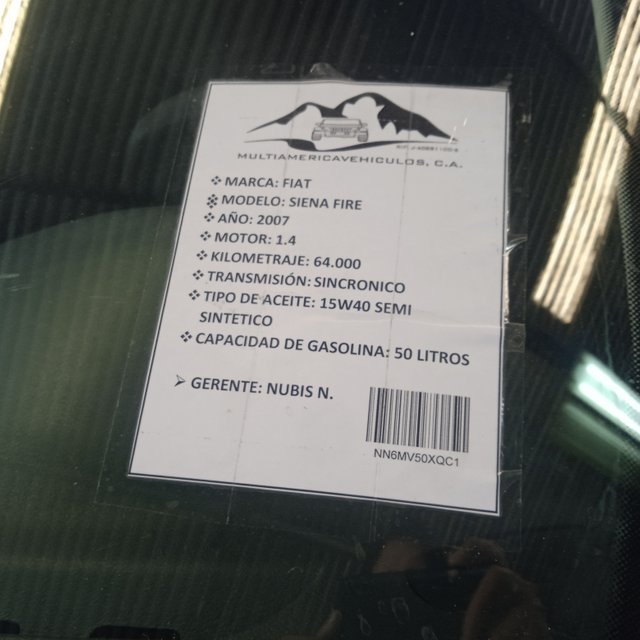 MULTIAMERICAVEHICULOS, C.A.
❖ MARCA: FIAT
❖ MODELO: SIENA FIRE
❖ AÑO: 2007
❖ MOTOR: 1.4
❖ KILOMETRAJE: 64.000
❖ TRANSMISIÓN: SINCRONICO
❖ TIPO DE ACEITE: 15W40 SEMI
SINTETICO
❖ CAPACIDAD DE GASOLINA: 50 LITROS
➢ GERENTE: NUBIS N.
NN6MV50XQC1